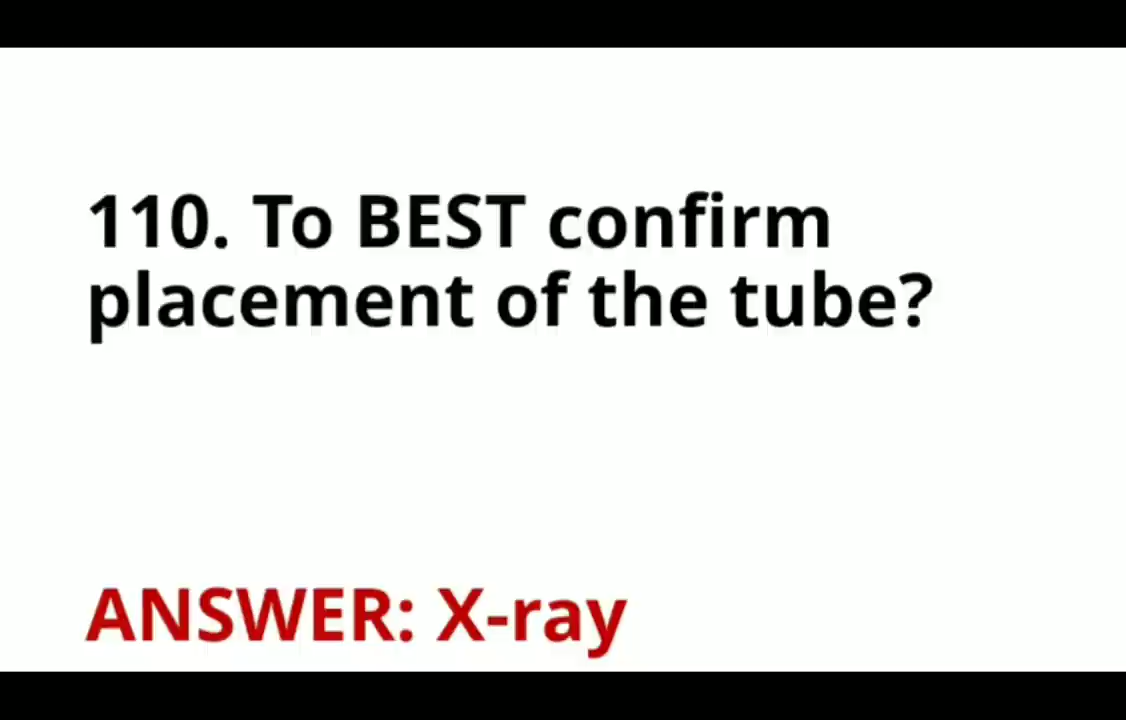 110. To BEST confirm
placement of the tube?
ANSWER: X-ray